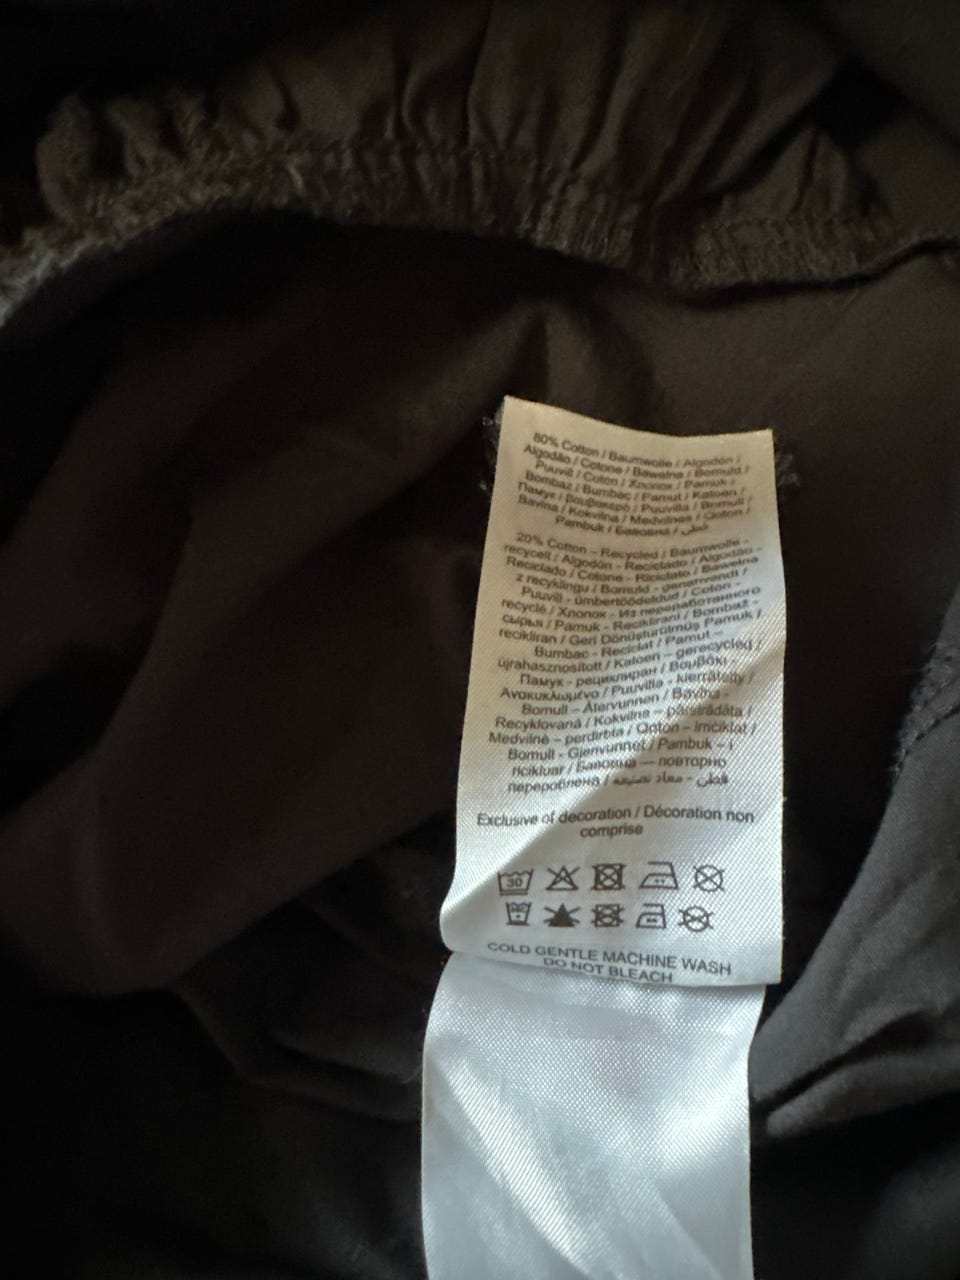 80% Cotton / Baumwolle / Algodón /
Algodão / Cotone / Bawełna / Bomuld /
Puuvill / Coton / Хлопок / Pamuk /
Bombaž / Bumbac / Pamut / Katoen /
Памук / Βαμβακερό / Puuvilla / Bomull /
Bavlna / Kokvilna / Medvilnės / Qoton /
Pambuk / Бавовна / قطن
20% Cotton – Recycled / Baumwolle -
recycelt / Algodón - Reciclado / Algodão –
Reciclado / Cotone - Riciclato / Bawełna
z recyklingu / Bomuld - genanvendt /
Puuvill - ümbertöödeldud / Coton -
recyclé / Хлопок - Из переработанного
сырья / Pamuk - Reciklirani / Bombaž -
recikliran / Geri Dönüştürülmüş Pamuk /
Bumbac - Reciclat / Pamut –
újrahasznosított / Katoen – gerecycled /
Памук - рециклиран / Βαμβάκι -
Ανακυκλωμένο / Puuvilla - kierrätetty /
Bomull – Återvunnen / Bavlna -
Recyklovaná / Kokvilna – pārstrādāta /
Medvilnė – perdirbta / Qoton – Imċiklat /
Bomull - Gjenvunnet / Pambuk – i
ricikluar / Бавовна — повторно
перероблена / قطن - معاد تصنيعه
Exclusive of decoration / Décoration non
comprise
30
COLD GENTLE MACHINE WASH
DO NOT BLEACH